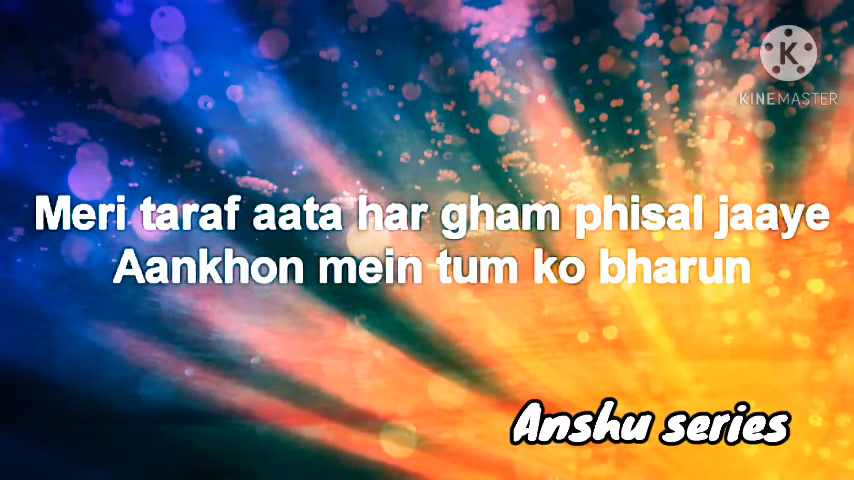 K
KINEMASTER
Meri taraf aata har gham phisal jaaye
Aankhon mein tum ko bharun
Anshu series